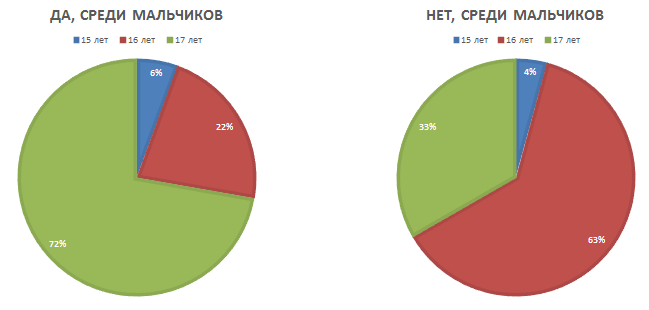 ДА, СРЕДИ МАЛЬЧИКОВ
15 лет 16 лет 17 лет
6%
22%
72%
НЕТ, СРЕДИ МАЛЬЧИКОВ
15 лет 16 лет 17 лет
4%
33%
63%